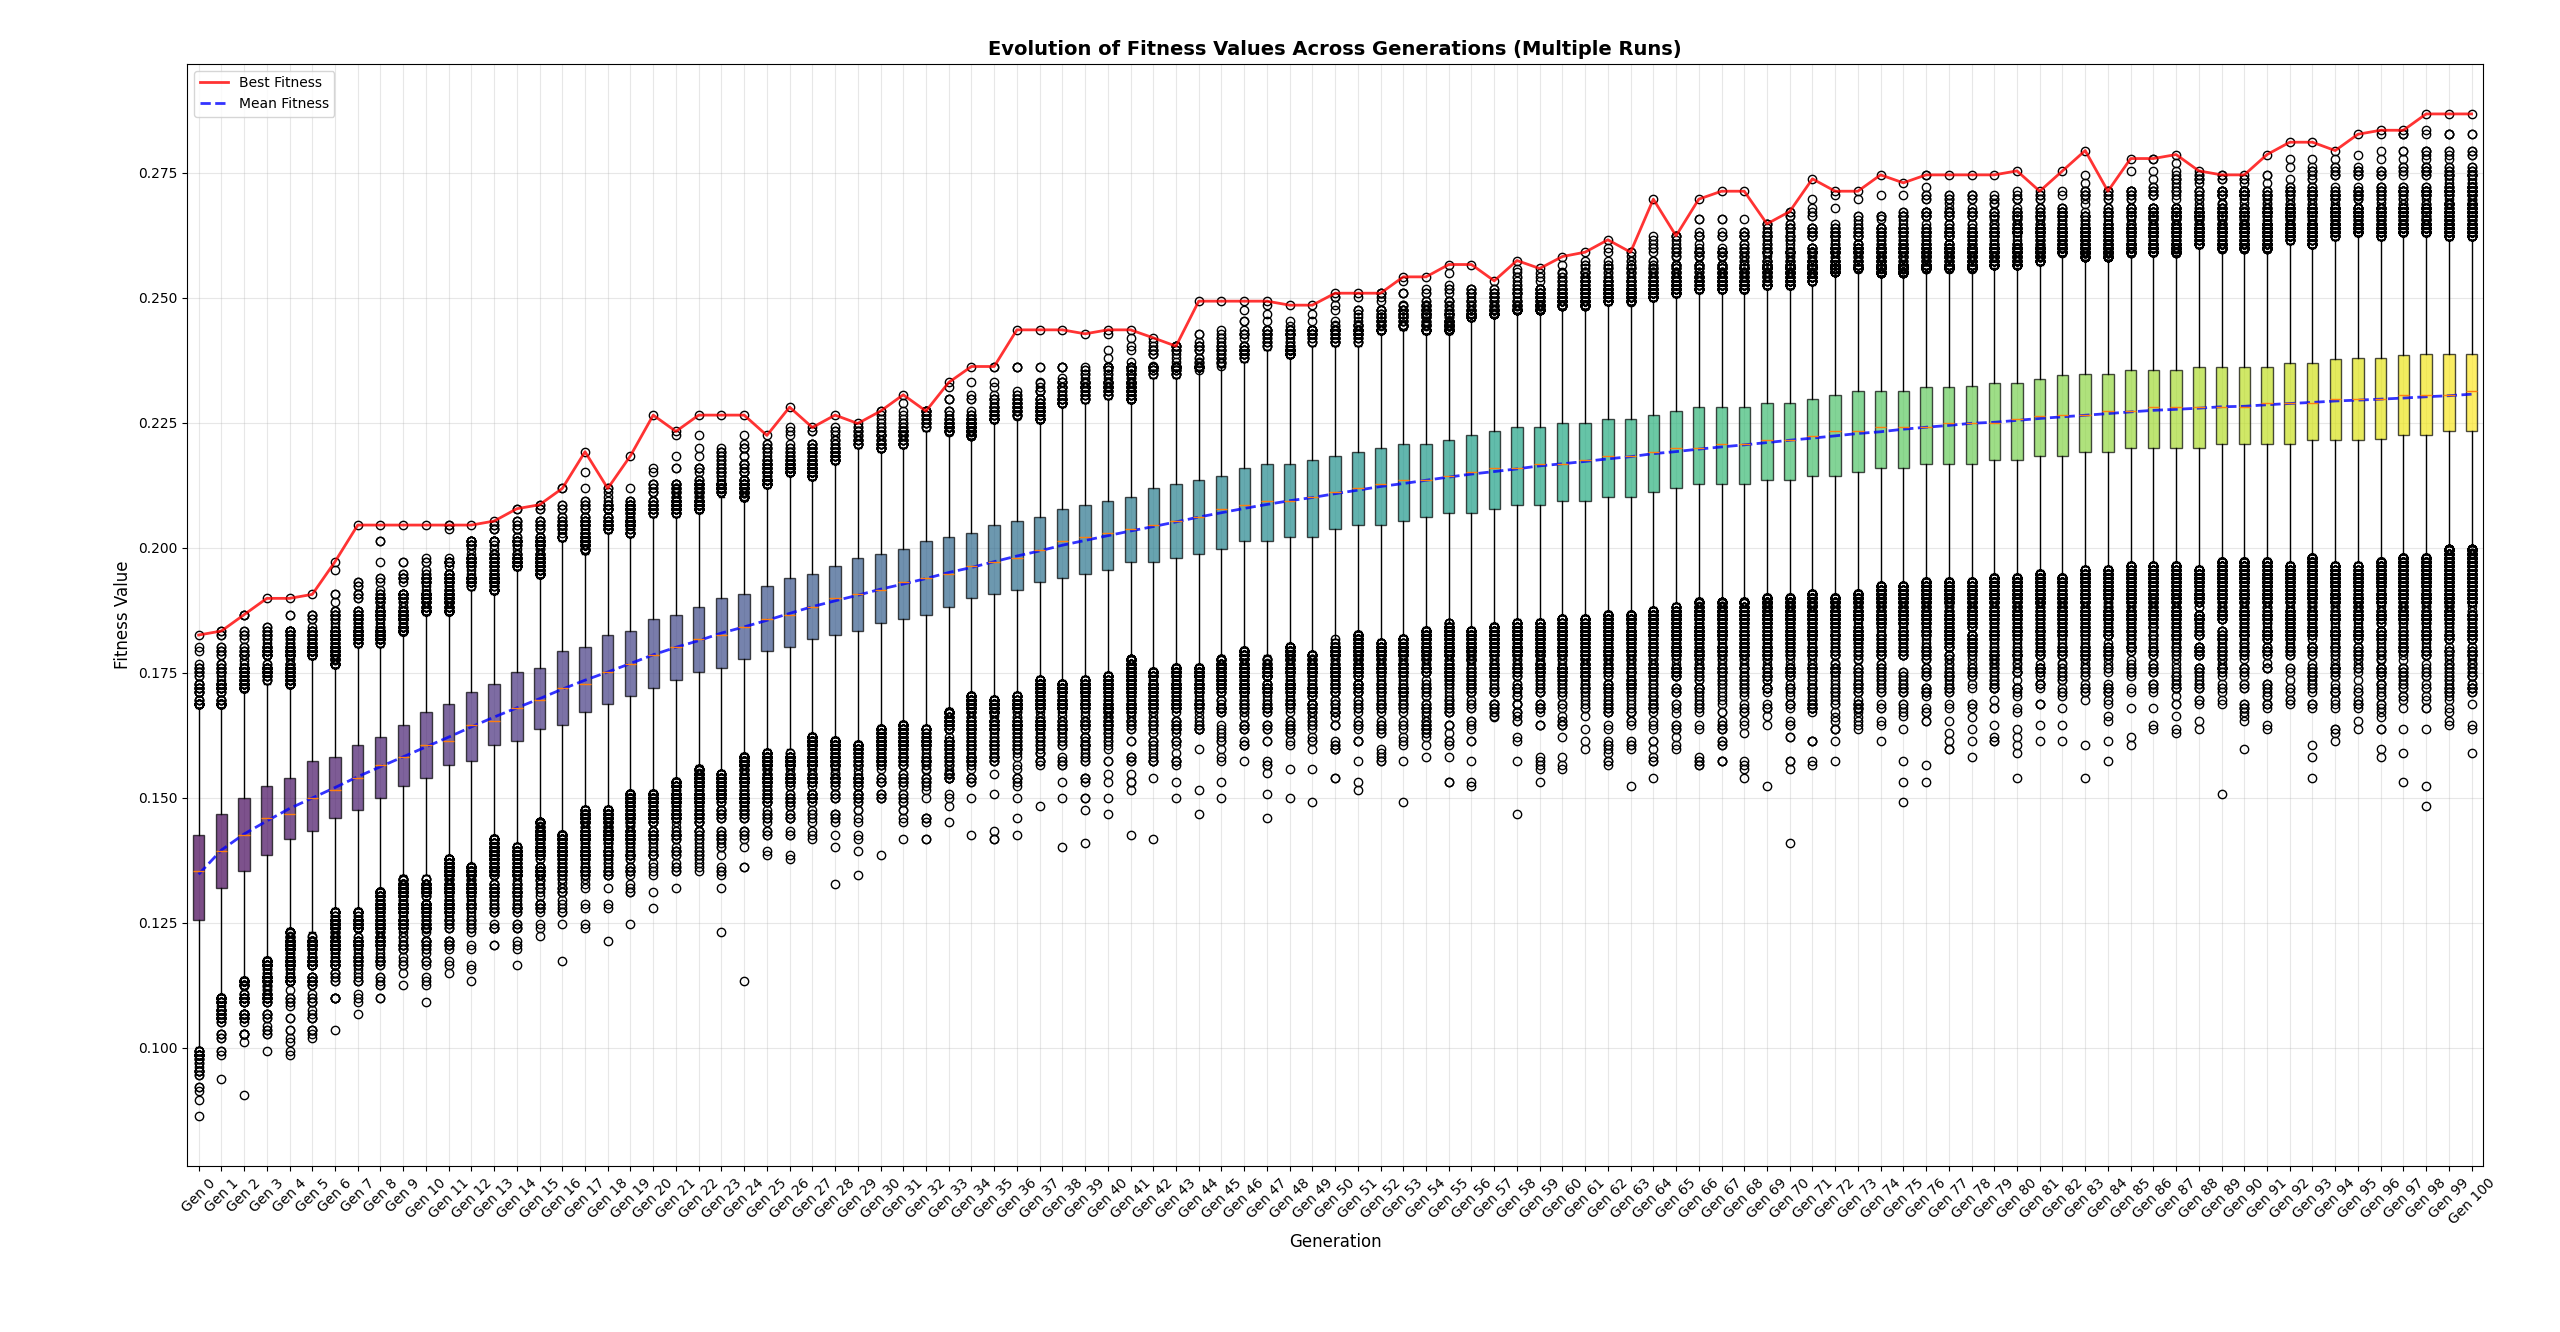 Evolution of Fitness Values Across Generations (Multiple Runs)
Best Fitness
Mean Fitness
Fitness Value
0.275
0.250
0.225
0.200
0.175
0.150
0.125
0.100
Gen 0 Gen 1 Gen 2 Gen 3 Gen 4 Gen 5 Gen 6 Gen 7 Gen 8 Gen 9 Gen 10 Gen 11 Gen 12 Gen 13 Gen 14 Gen 15 Gen 16 Gen 17 Gen 18 Gen 19 Gen 20 Gen 21 Gen 22 Gen 23 Gen 24 Gen 25 Gen 26 Gen 27 Gen 28 Gen 29 Gen 30 Gen 31 Gen 32 Gen 33 Gen 34 Gen 35 Gen 36 Gen 37 Gen 38 Gen 39 Gen 40 Gen 41 Gen 42 Gen 43 Gen 44 Gen 45 Gen 46 Gen 47 Gen 48 Gen 49 Gen 50 Gen 51 Gen 52 Gen 53 Gen 54 Gen 55 Gen 56 Gen 57 Gen 58 Gen 59 Gen 60 Gen 61 Gen 62 Gen 63 Gen 64 Gen 65 Gen 66 Gen 67 Gen 68 Gen 69 Gen 70 Gen 71 Gen 72 Gen 73 Gen 74 Gen 75 Gen 76 Gen 77 Gen 78 Gen 79 Gen 80 Gen 81 Gen 82 Gen 83 Gen 84 Gen 85 Gen 86 Gen 87 Gen 88 Gen 89 Gen 90 Gen 91 Gen 92 Gen 93 Gen 94 Gen 95 Gen 96 Gen 97 Gen 98 Gen 99 Gen 100
Generation